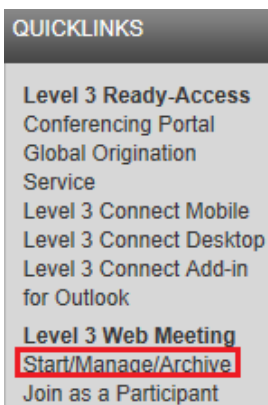 QUICKLINKS
Level 3 Ready-Access
Conferencing Portal
Global Origination
Service
Level 3 Connect Mobile
Level 3 Connect Desktop
Level 3 Connect Add-in
for Outlook
Level 3 Web Meeting
Start/Manage/Archive
Join as a Participant